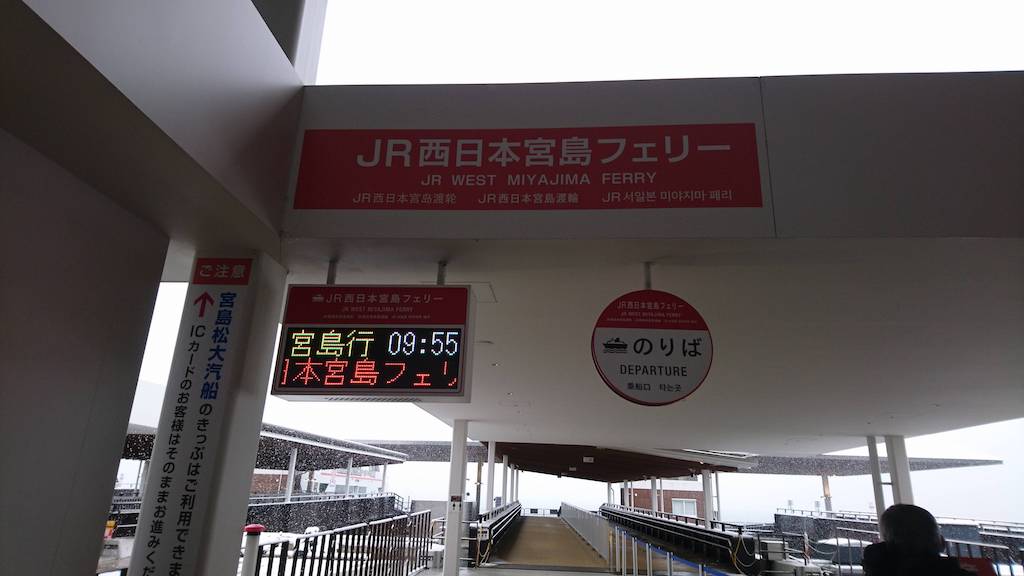 JR西日本宮島フェリー
JR WEST MIYAJIMA FERRY
JR西日本宫岛渡轮 JR西日本宮島渡輪 JR서일본 미야지마 페리
ご注意
宮島松大汽船のきっぷはご利用できま
ICカードのお客様はそのままお進みくだ
JR西日本宮島フェリー
JR WEST MIYAJIMA FERRY
宮島行 09:55
本宮島フェリ
JR西日本宮島フェリー
JR WEST MIYAJIMA FERRY
のりば
DEPARTURE
乘船口 타는곳